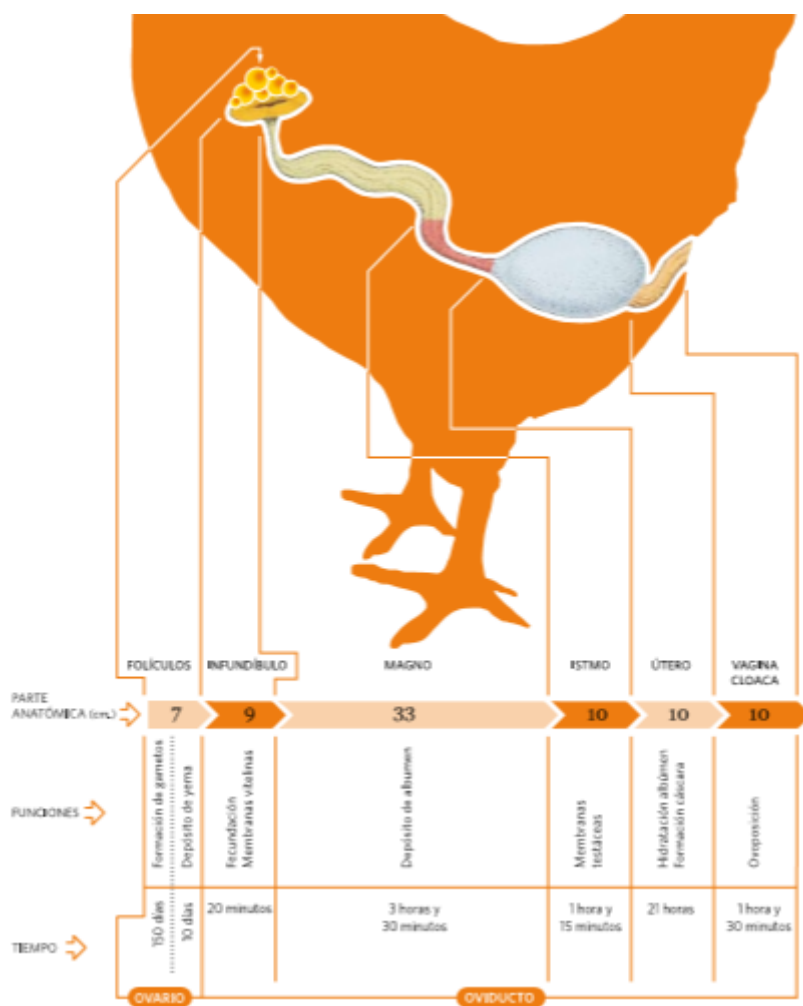 FOLÍCULOS INFUNDÍBULO MAGNO ISTMO ÚTERO VAGINA
CLOACA
PARTE
ANATÓMICA (cm.)
7 9 33 10 10 10
FUNCIONES
Formación de gametos
Depósito de yema
Fecundación
Membranas vitelinas
Depósito de albumen
Membranas
testáceas
Hidratación albúmen
Formación cáscara
Ovoposición
TIEMPO
150 días
10 días
20 minutos
3 horas y
30 minutos
1 hora y
15 minutos
21 horas
1 hora y
30 minutos
OVARIO OVIDUCTO